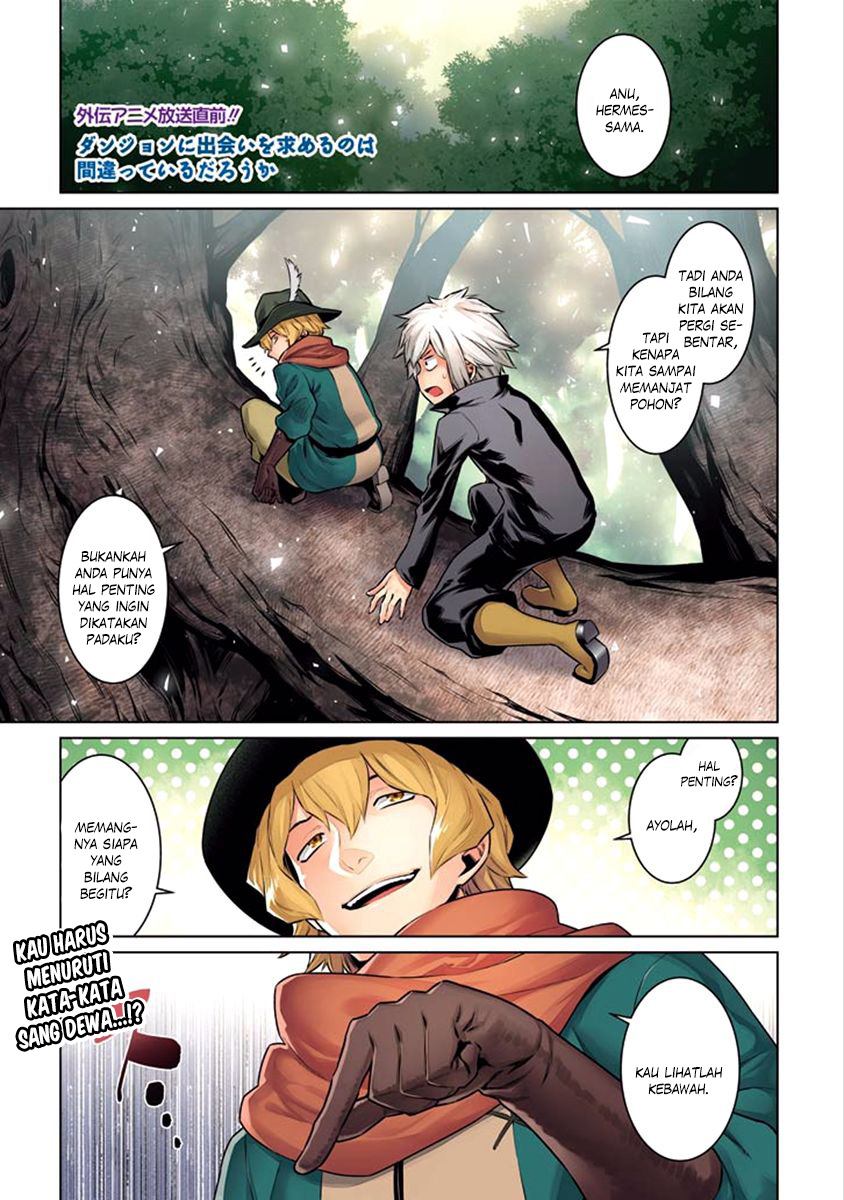 ANU,
HERMES-
SAMA.
外伝アニメ放送直前!!
ダンジョンに出会いを求めるのは
間違っているだろうか
TADI ANDA
BILANG
KITA AKAN
PERGI SE-
BENTAR,
TAPI
KENAPA
KITA SAMPAI
MEMANJAT
POHON?
BUKANKAH
ANDA PUNYA
HAL PENTING
YANG INGIN
DIKATAKAN
PADAKU?
HAL
PENTING?
AYOLAH,
MEMANG-
NYA SIAPA
YANG
BILANG
BEGITU?
KAU HARUS
MENURUTI
KATA-KATA
SANG DEWA...!?
KAU LIHATLAH
KEBAWAH.